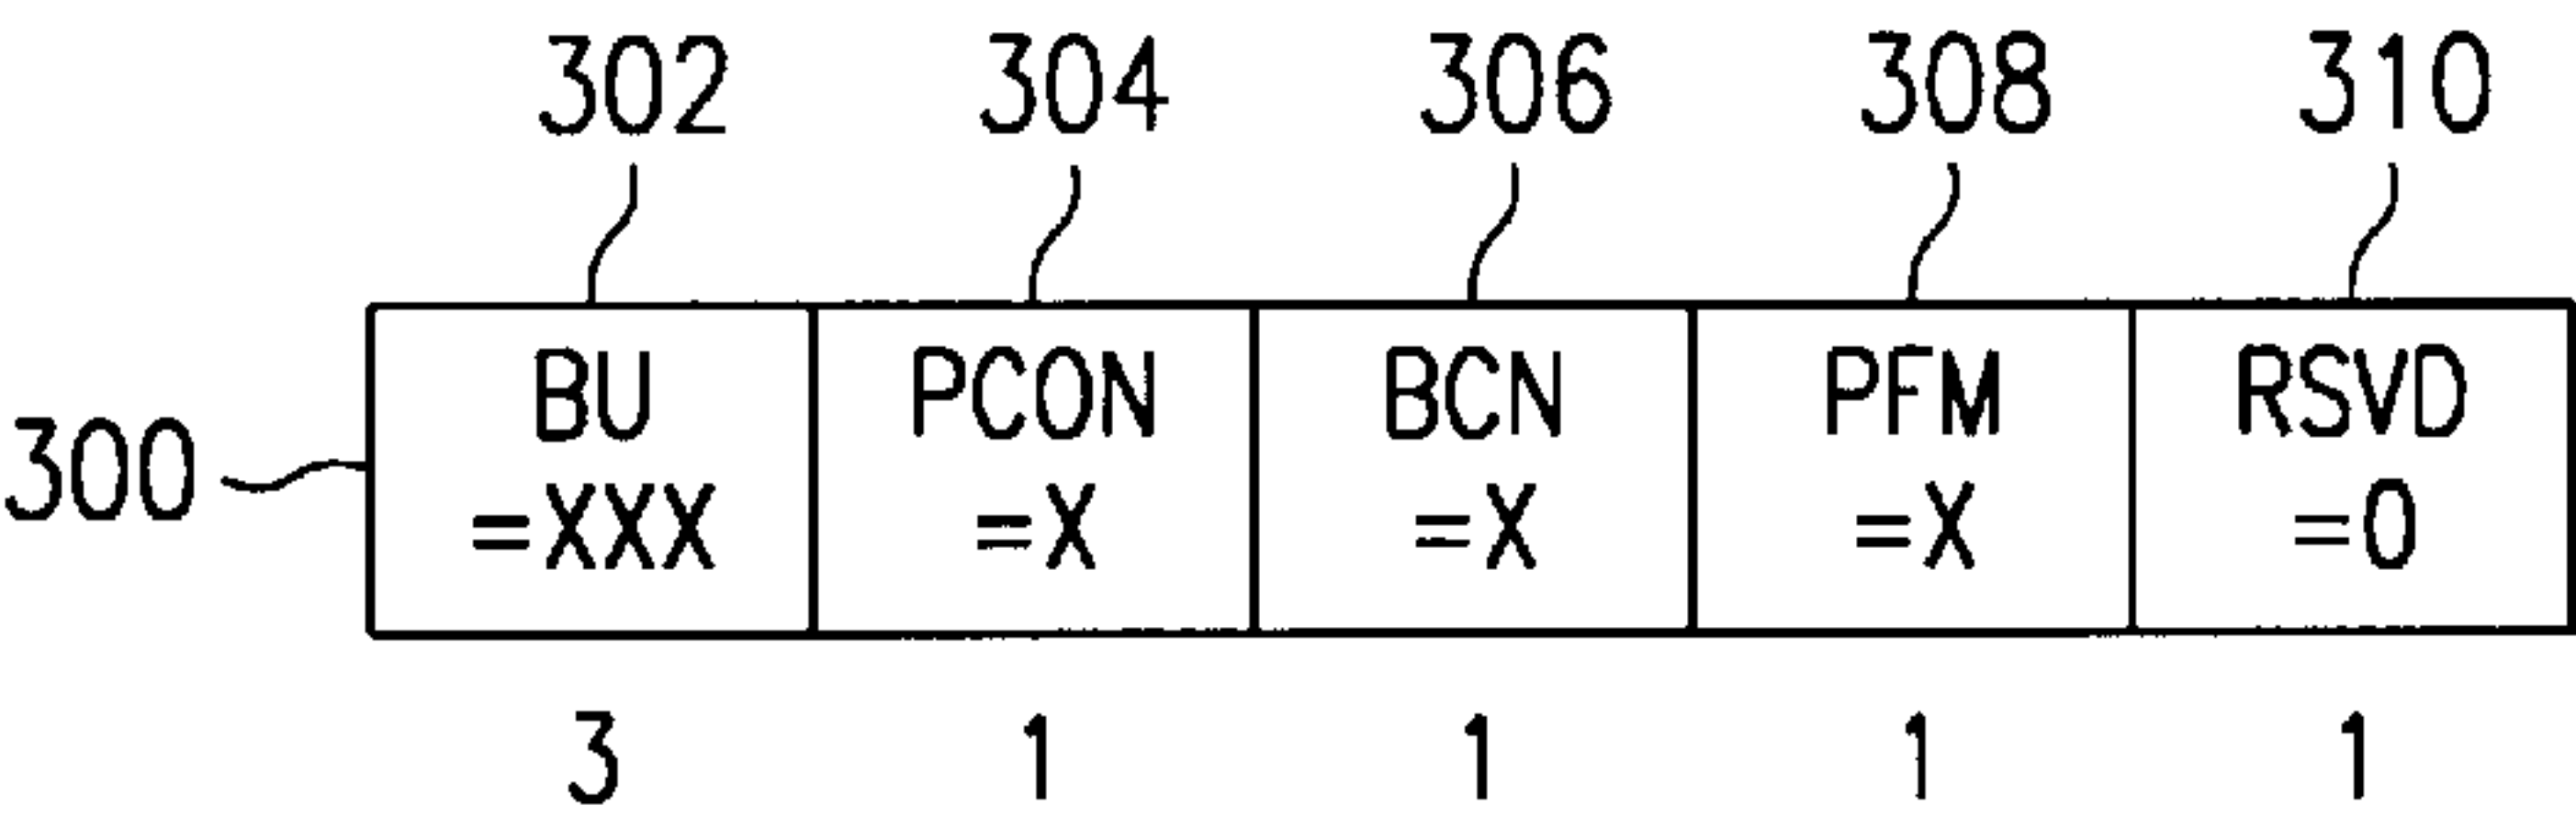 302 304 306 308 310
300
BU PCON BCN PFM RSVD
=XXX =X =X =X =0
3 1 1 1 1